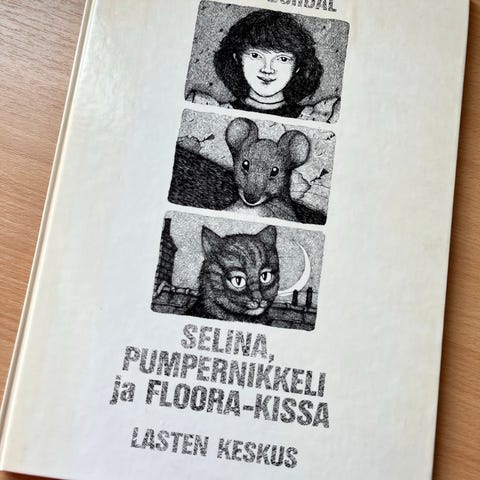 SELINA,
PUMPERNIKKELI
ja FLOORA-KISSA
LASTEN KESKUS